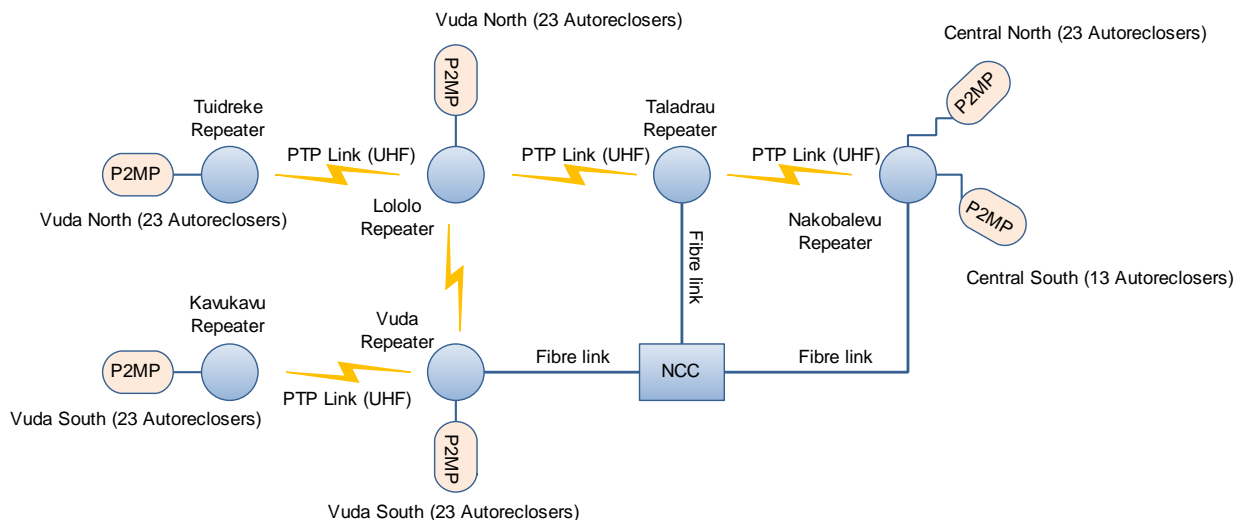 Vuda North (23 Autoreclosers)
Central North (23 Autoreclosers)
P2MP
P2MP
Tuidreke
Repeater
Taladrau
Repeater
PTP Link (UHF)
PTP Link (UHF)
PTP Link (UHF)
P2MP
Vuda North (23 Autoreclosers)
Lololo
Repeater
P2MP
Nakobalevu
Repeater
Fibre link
Central South (13 Autoreclosers)
Kavukavu
Repeater
Vuda
Repeater
P2MP
Fibre link
NCC
Fibre link
PTP Link (UHF)
Vuda South (23 Autoreclosers)
P2MP
Vuda South (23 Autoreclosers)